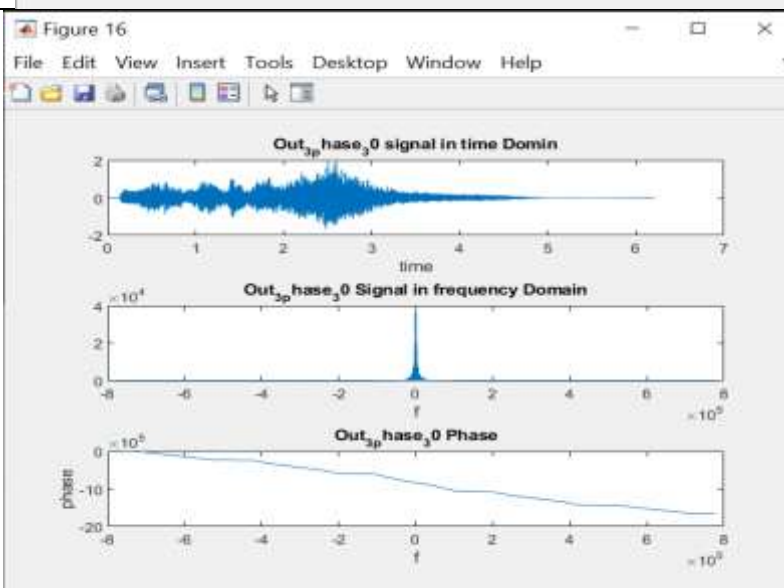 Figure 16
File Edit View Insert Tools Desktop Window Help
Out3phase30 signal in time Domin
2
0
-2
0 1 2 3 4 5 6 7
time
Out3phase30 Signal in frequency Domain
×10⁴
4
2
0
-8 -6 -4 -2 0 2 4 6 8
f
×10⁵
Out3phase30 Phase
×10⁵
0
-10
-20
phase
-8 -6 -4 -2 0 2 4 6 8
f
×10⁵